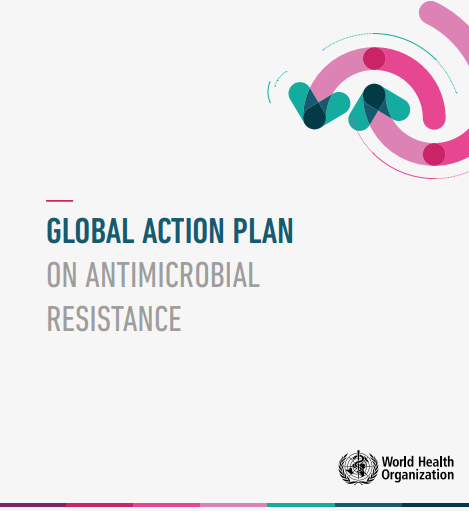 GLOBAL ACTION PLAN
ON ANTIMICROBIAL
RESISTANCE
World Health
Organization